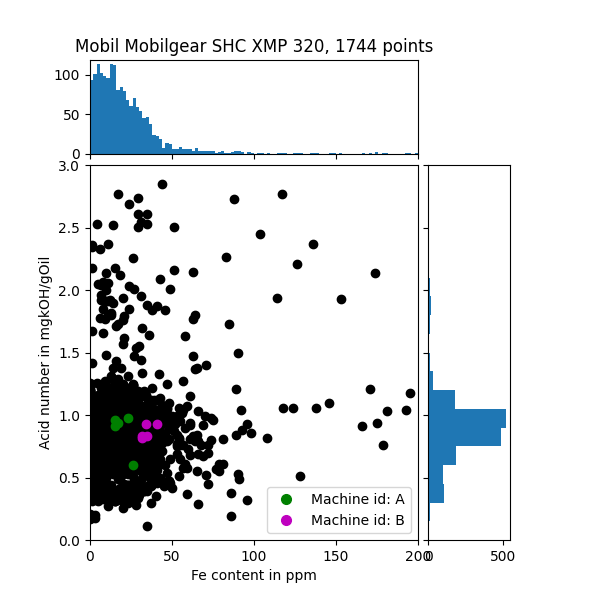 Mobil Mobilgear SHC XMP 320, 1744 points
100
50
0
3.0
2.5
2.0
1.5
1.0
0.5
0.0
Acid number in mgkOH/gOil
Machine id: A
Machine id: B
0 50 100 150 200 0 500
Fe content in ppm